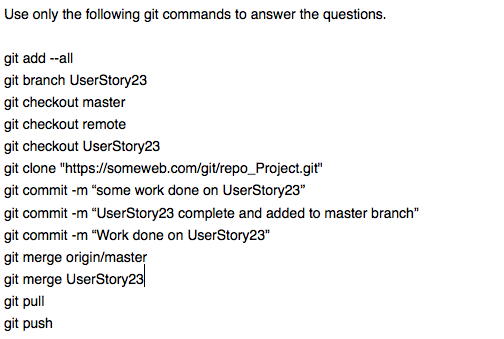 Use only the following git commands to answer the questions.
git add --all
git branch UserStory23
git checkout master
git checkout remote
git checkout UserStory23
git clone "https://someweb.com/git/repo_Project.git"
git commit -m “some work done on UserStory23”
git commit -m “UserStory23 complete and added to master branch”
git commit -m “Work done on UserStory23”
git merge origin/master
git merge UserStory23
git pull
git push